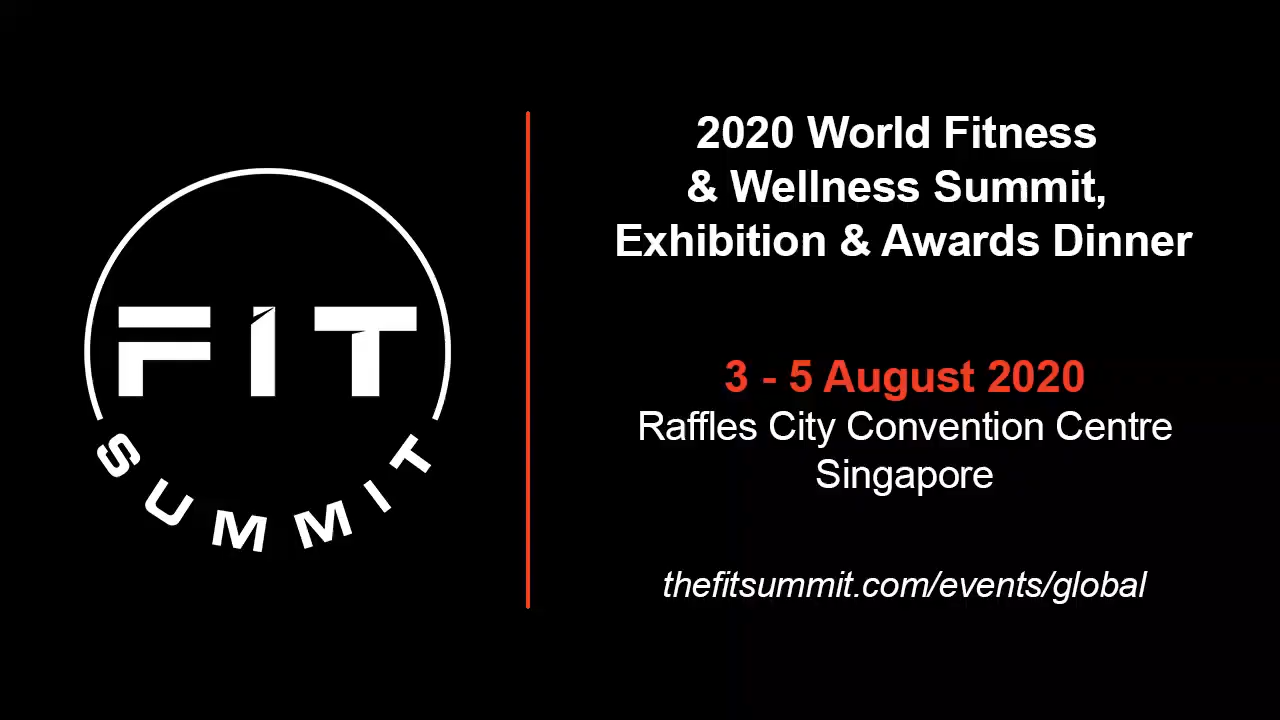 FIT
SUMMIT
2020 World Fitness
& Wellness Summit,
Exhibition & Awards Dinner
3 - 5 August 2020
Raffles City Convention Centre
Singapore
thefitsummit.com/events/global